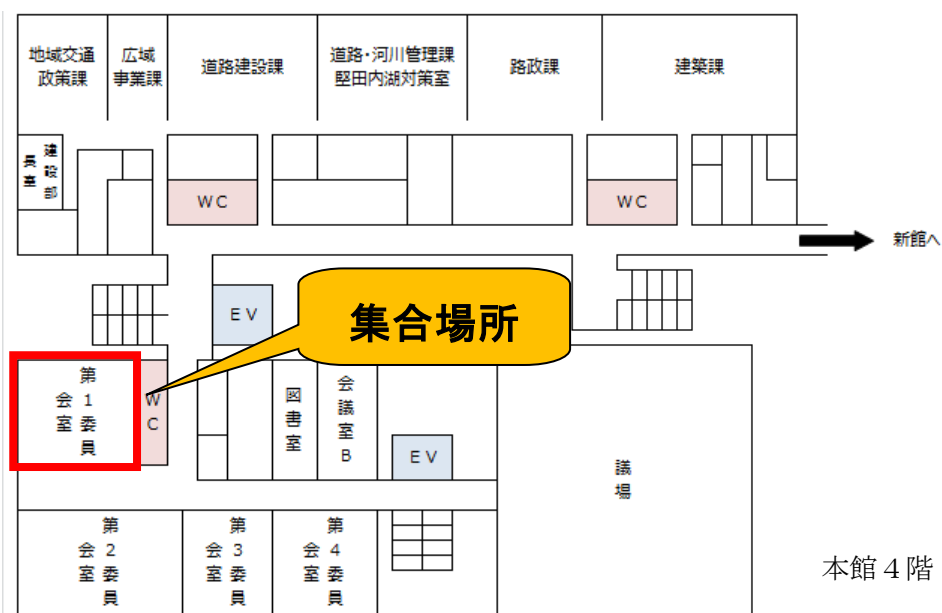 地域交通
政策課
広域
事業課
道路建設課
道路・河川管理課
堅田内湖対策室
路政課
建築課
建設部
長室
WC
WC
新館へ
EV
集合場所
第1委員
会室
WC
図書室
会議室B
EV
議場
第2委員
会室
第3委員
会室
第4委員
会室
本館4階